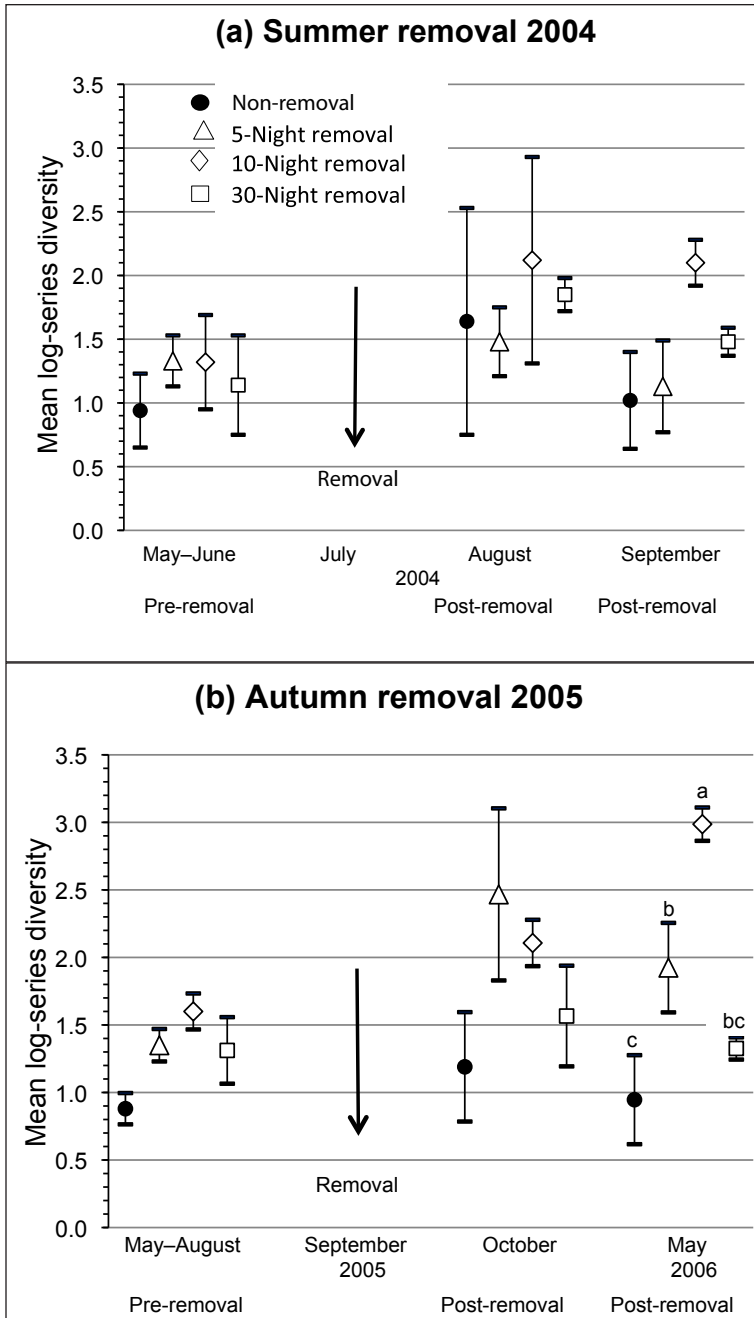 (a) Summer removal 2004
Mean log-series diversity
3.5
3.0
2.5
2.0
1.5
1.0
0.5
0.0
Non-removal
5-Night removal
10-Night removal
30-Night removal
Removal
May–June July August September
2004
Pre-removal Post-removal Post-removal
(b) Autumn removal 2005
Mean log-series diversity
3.5
3.0
2.5
2.0
1.5
1.0
0.5
0.0
a
b
c
bc
Removal
May–August September October May
2005 2006
Pre-removal Post-removal Post-removal